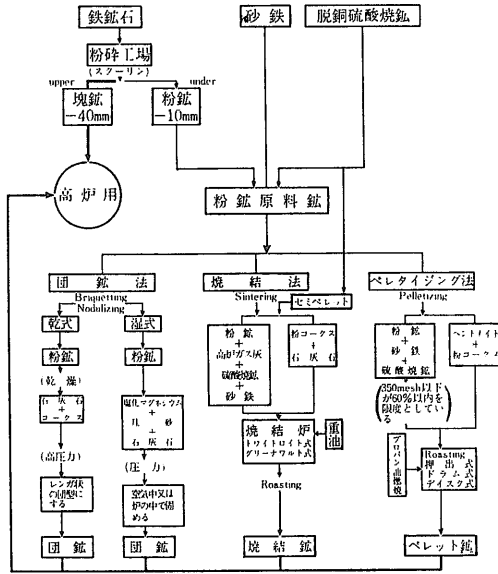 鉄鉱石
砂鉄
脱銅硫酸焼鉱
粉砕工場
(スクーリン)
upper
under
塊鉱
−40mm
粉鉱
−10mm
高炉用
粉鉱原料鉱
団鉱法
焼結法
ペレタイジング法
Briquetting
Nodulizing
Sintering
Pelletizing
セミペレット
乾式
湿式
粉鉱
粉鉱
粉鉱
+
高炉ガス灰
+
硫酸焼鉱
+
砂鉄
粉コークス
+
石灰石
粉鉱
+
砂鉄
+
硫酸焼鉱
ベントナイト
+
粉コークス
(乾燥)
石灰石
+
コークス
塩化マグネシウム
+
砂
+
石灰石
(350mesh以下
が60%以内を
限度としてい
る)
焼結炉
ドワイトロイド式
グリーナワルト式
重油
(高圧力)
(圧力)
Roasting
Roasting
押出式
ドラム式
デイスク式
プロパン
燃焼
レンガ状
の団塊に
する
空気中又は
炉の中で固
める
団鉱
団鉱
焼結鉱
ペレット鉱